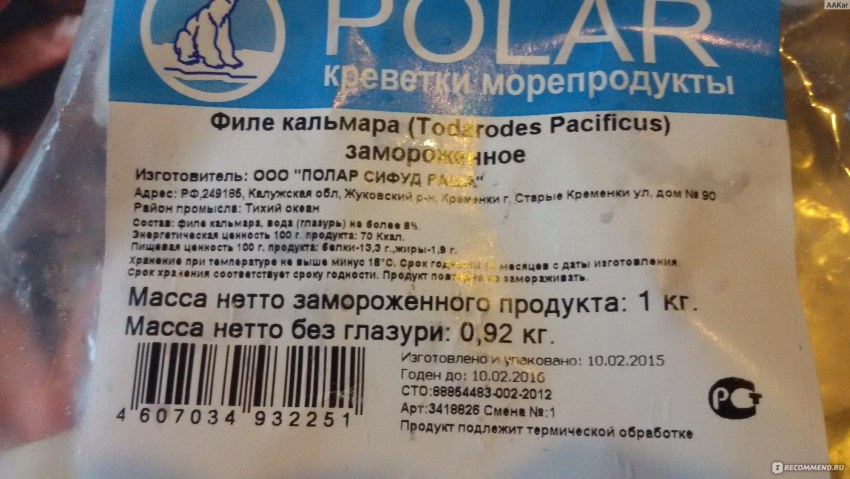 AAKar
POLAR
креветки морепродукты
Филе кальмара (Todarodes Pacificus)
замороженное
Изготовитель: ООО "ПОЛАР СИФУД РАША"
Адрес: РФ,249185, Калужская обл, Жуковский р-н, Кременки г, Старые Кременки ул, дом № 90
Район промысла: Тихий океан
Состав: филе кальмара, вода (глазурь) не более 8%.
Энергетическая ценность 100 г. продукта: 70 Ккал.
Пищевая ценность 100 г. продукта: белки-13,3 г.,жиры-1,9 г.
Хранение при температуре не выше минус 18°С. Срок годности месяцев с даты изготовления.
Срок хранения соответствует сроку годности. Продукт повторно не замораживать.
Масса нетто замороженного продукта: 1 кг.
Масса нетто без глазури: 0,92 кг.
Изготовлено и упаковано: 10.02.2015
Годен до: 10.02.2016
СТО:88854483-002-2012
Арт:3418826 Смена №:1
Продукт подлежит термической обработке
4 607034 932251
РСТ
I RECOMMEND.RU